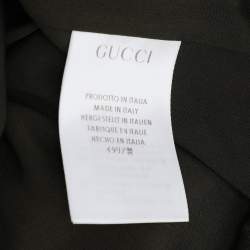 GUCCI
PRODOTTO IN ITALIA
MADE IN ITALY
HERGESTELLT IN ITALIEN
FABRIQUE EN ITALIE
HECHO EN ITALIA